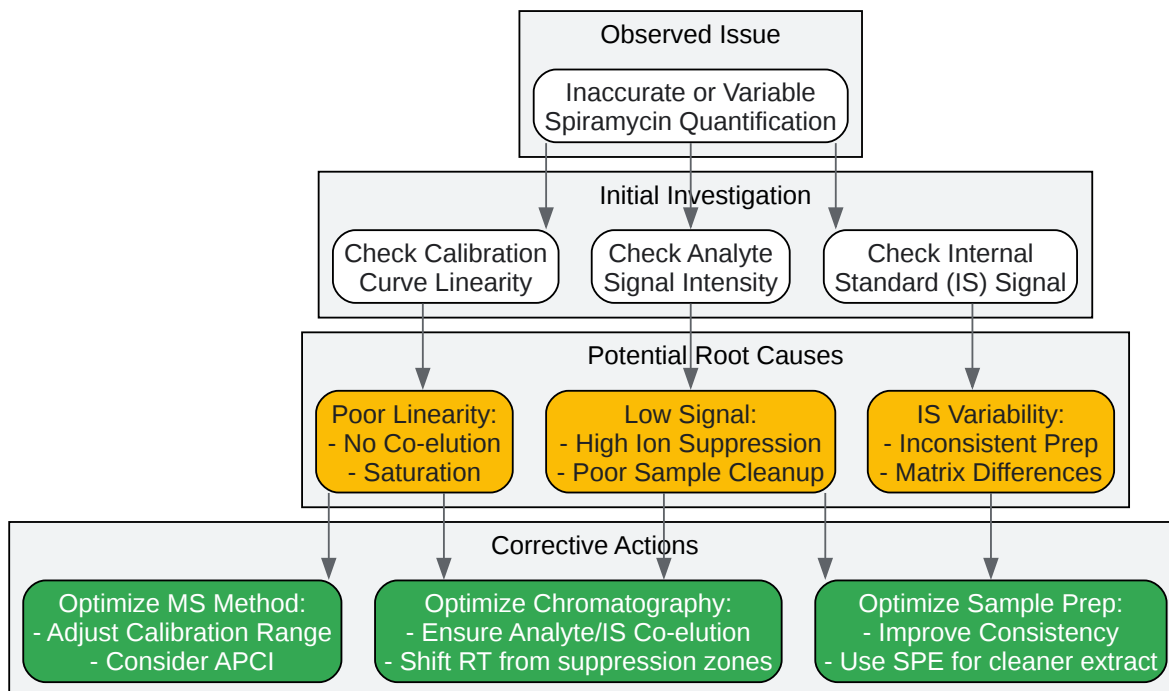 Observed Issue
Inaccurate or Variable
Spiramycin Quantification
Initial Investigation
Check Calibration
Curve Linearity
Check Analyte
Signal Intensity
Check Internal
Standard (IS) Signal
Potential Root Causes
Poor Linearity:
- No Co-elution
- Saturation
Low Signal:
- High Ion Suppression
- Poor Sample Cleanup
IS Variability:
- Inconsistent Prep
- Matrix Differences
Corrective Actions
Optimize MS Method:
- Adjust Calibration Range
- Consider APCI
Optimize Chromatography:
- Ensure Analyte/IS Co-elution
- Shift RT from suppression zones
Optimize Sample Prep:
- Improve Consistency
- Use SPE for cleaner extract